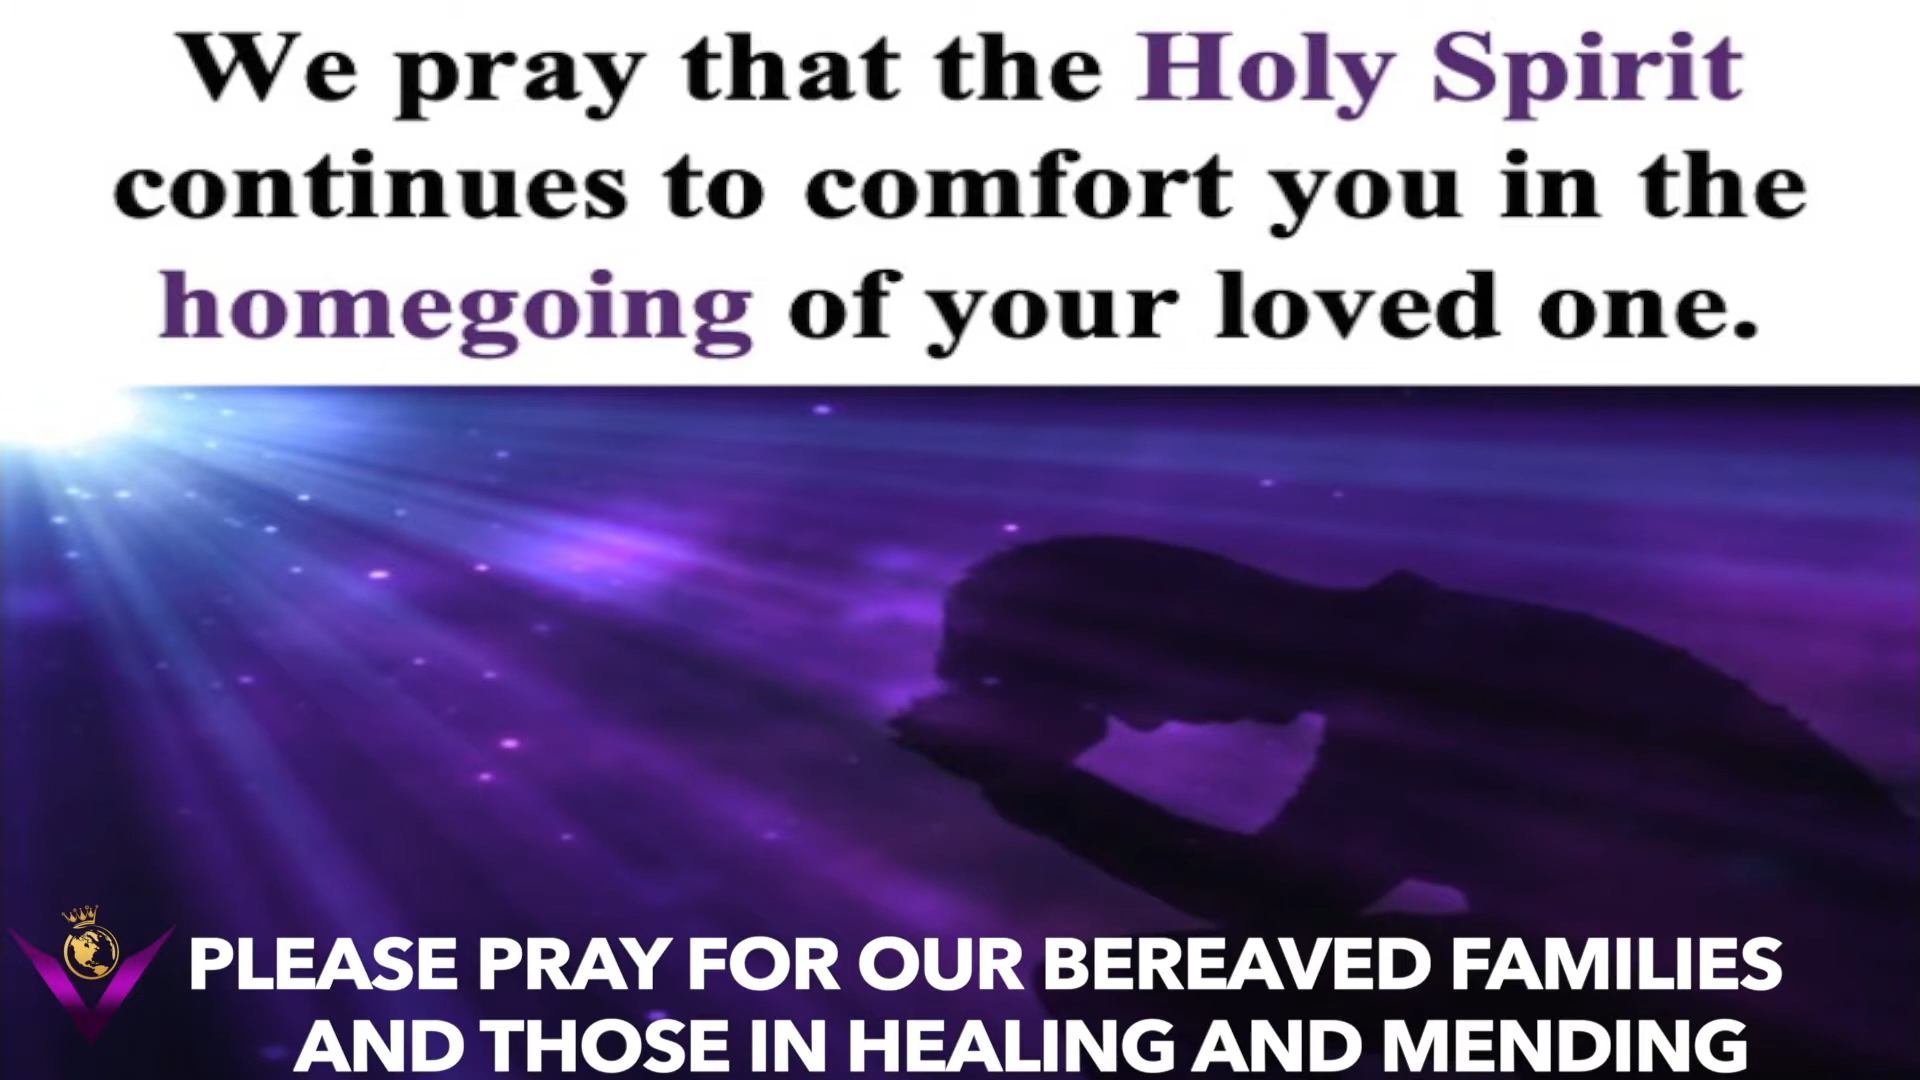 We pray that the Holy Spirit
continues to comfort you in the
homegoing of your loved one.
PLEASE PRAY FOR OUR BEREAVED FAMILIES
AND THOSE IN HEALING AND MENDING